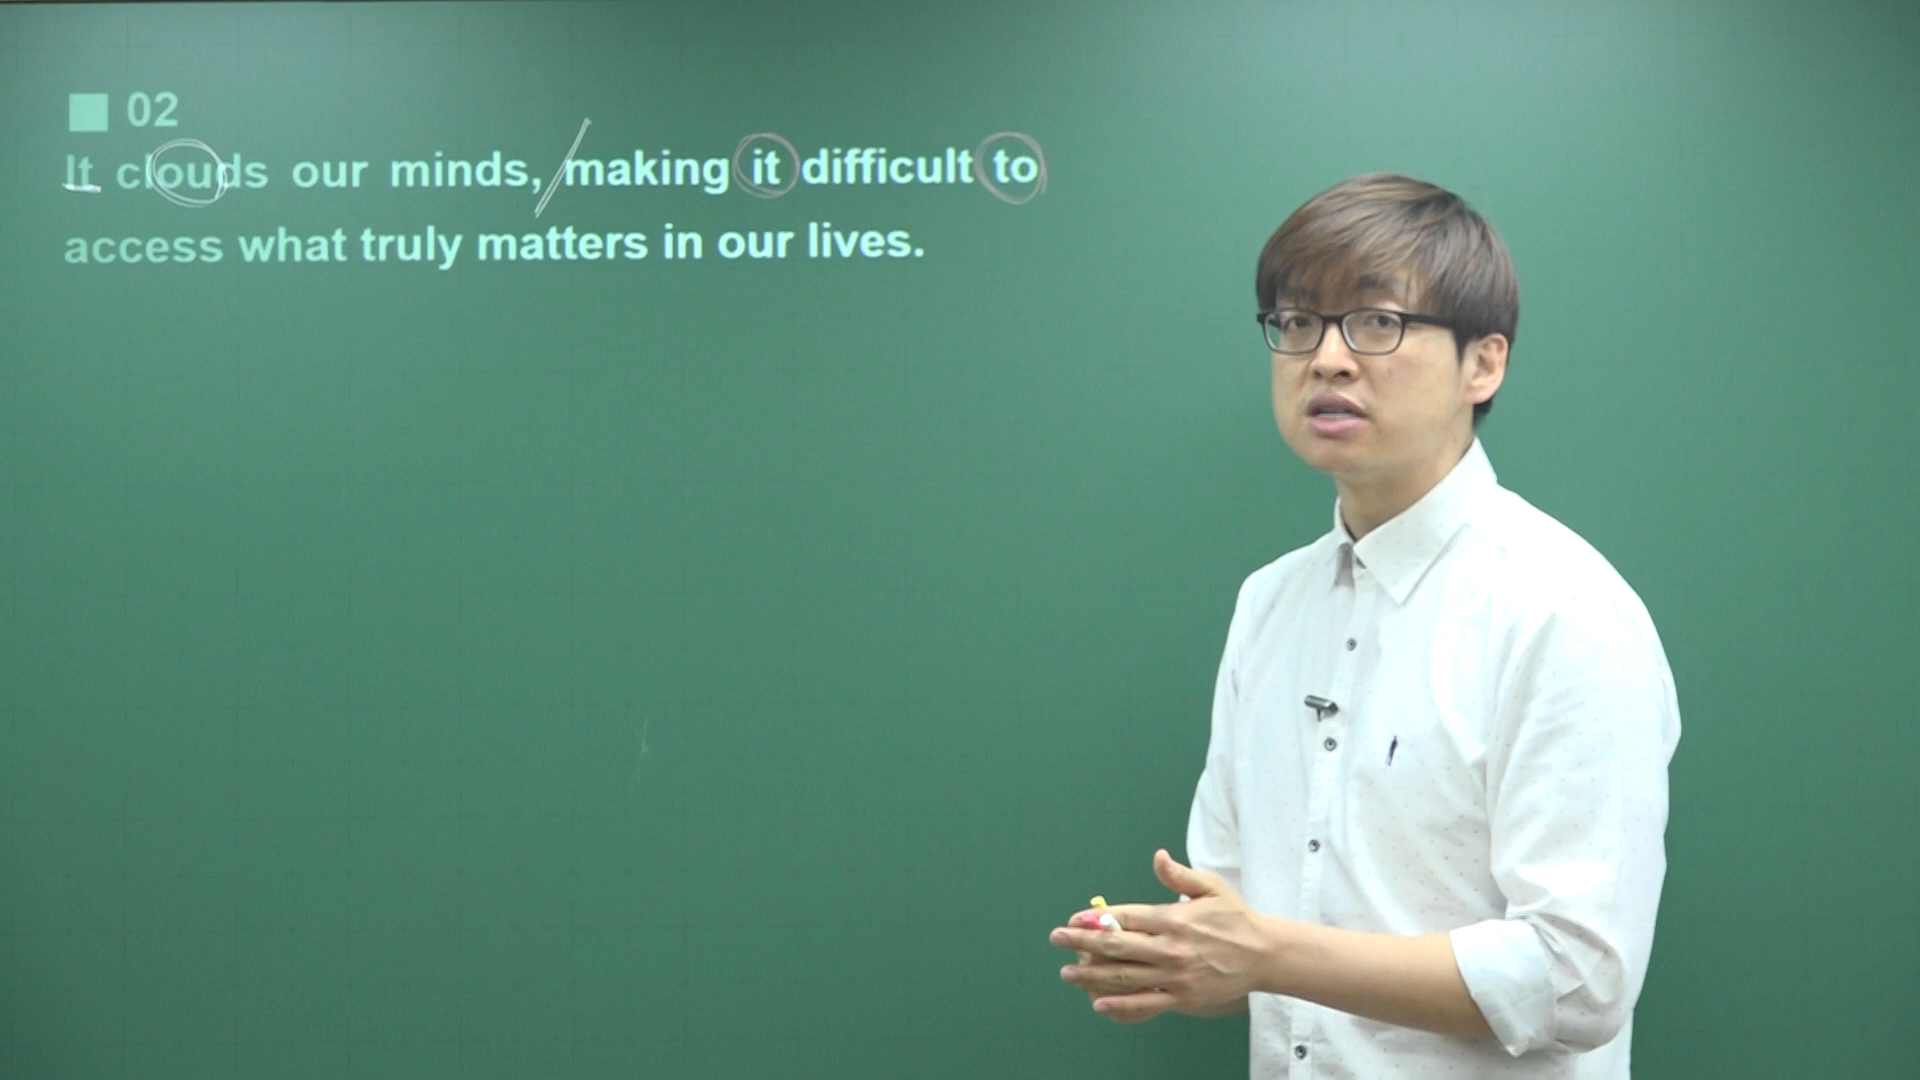 ■ 02
It clouds our minds, making it difficult to
access what truly matters in our lives.